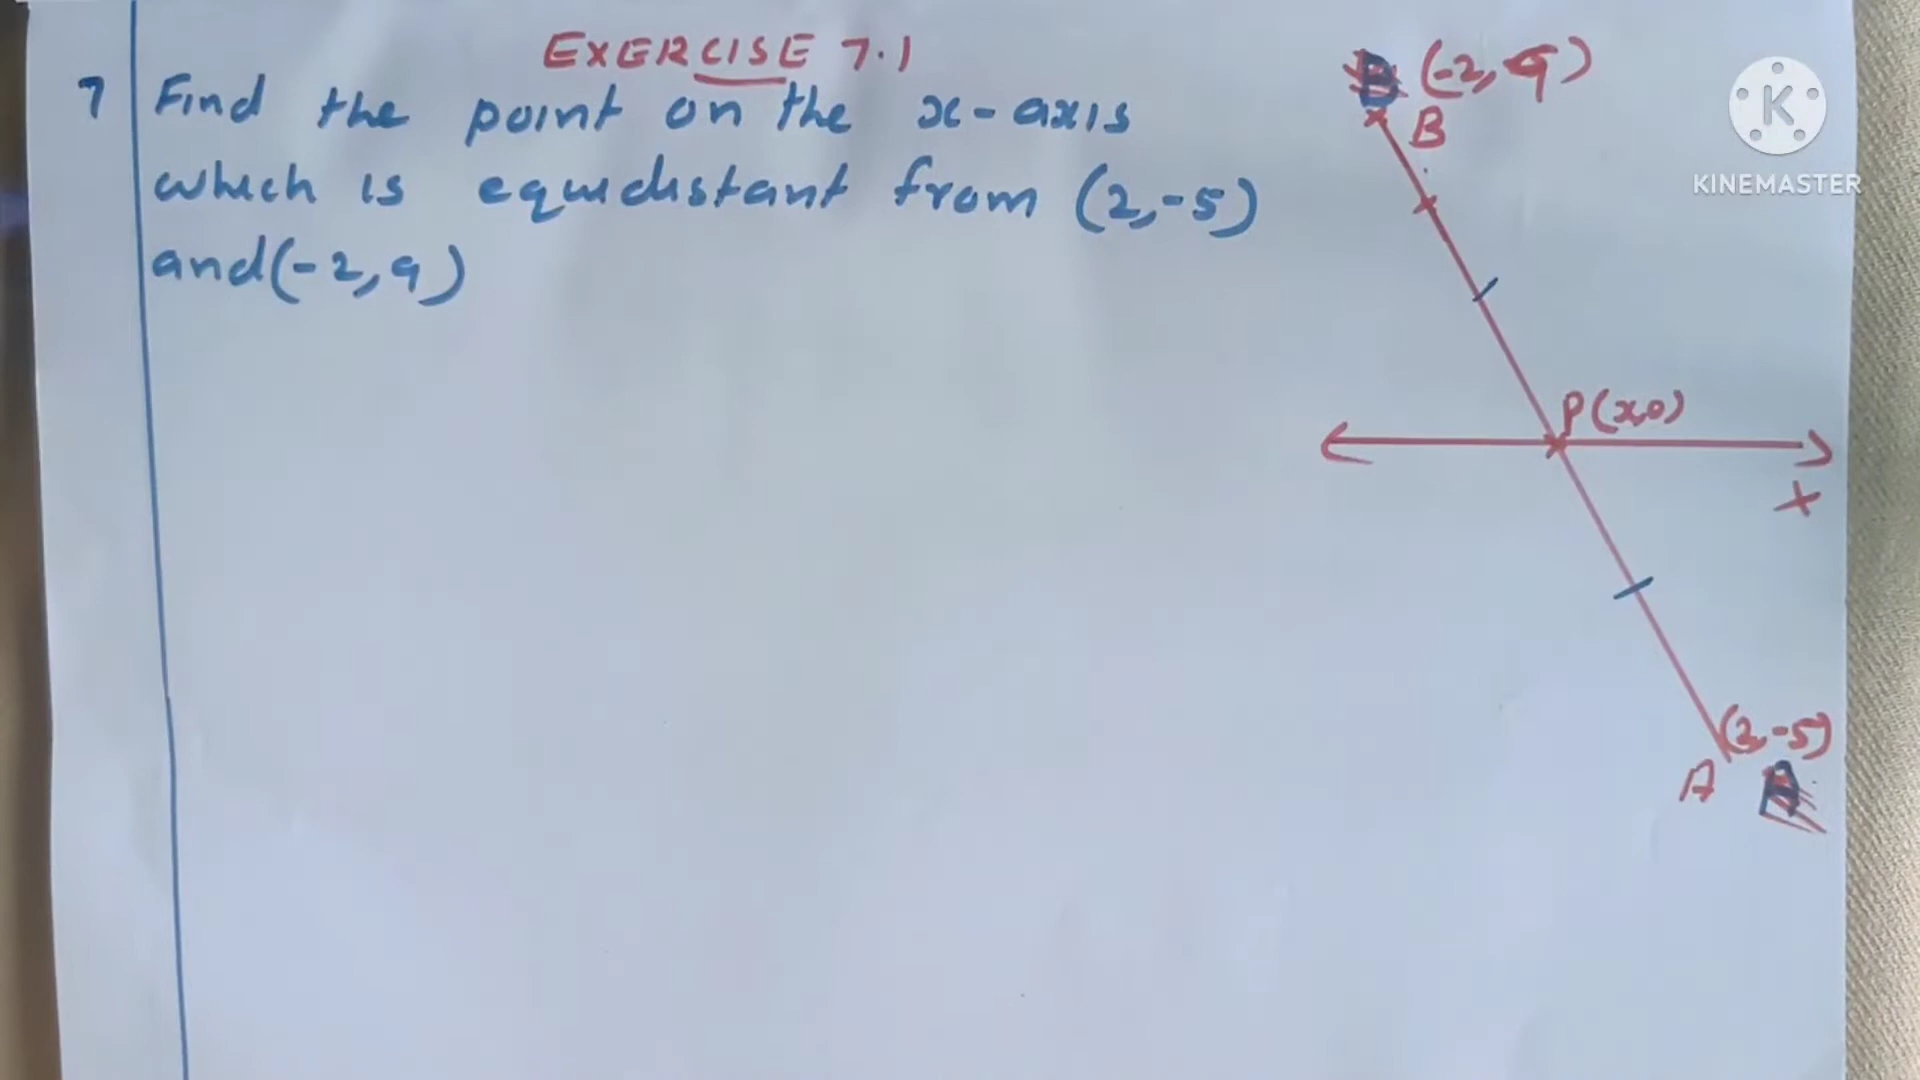 EXERCISE 7.1
7 Find the point on the x-axis
which is equidistant from (2,-5)
and (-2,9)
B (-2, 9)
B
P(x,0)
X
(2,-5)
A A
K
KINEMASTER